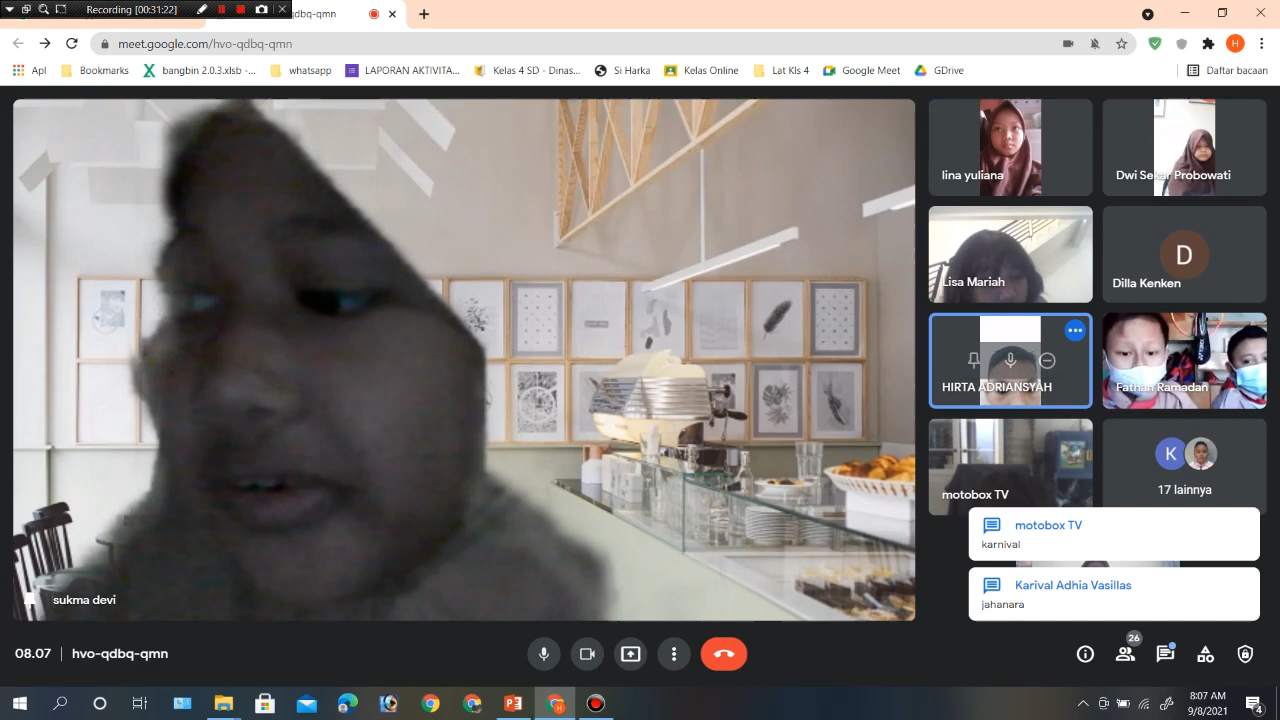 Recording [00:31:22]
dbq-qmn
meet.google.com/hvo-qdbq-qmn
H
Apl
Bookmarks
bangbin 2.0.3.xlsb -...
whatsapp
LAPORAN AKTIVITA...
Kelas 4 SD - Dinas...
Si Harka
Kelas Online
Lat Kls 4
Google Meet
GDrive
Daftar bacaan
lina yuliana
Dwi Sekar Probowati
Lisa Mariah
D
Dilla Kenken
HIRTA ADRIANSYAH
Fathan Ramadan
motobox TV
K
17 lainnya
motobox TV
karnival
Karival Adhia Vasillas
jahanara
sukma devi
08.07 | hvo-qdbq-qmn
26
8:07 AM
9/8/2021
4